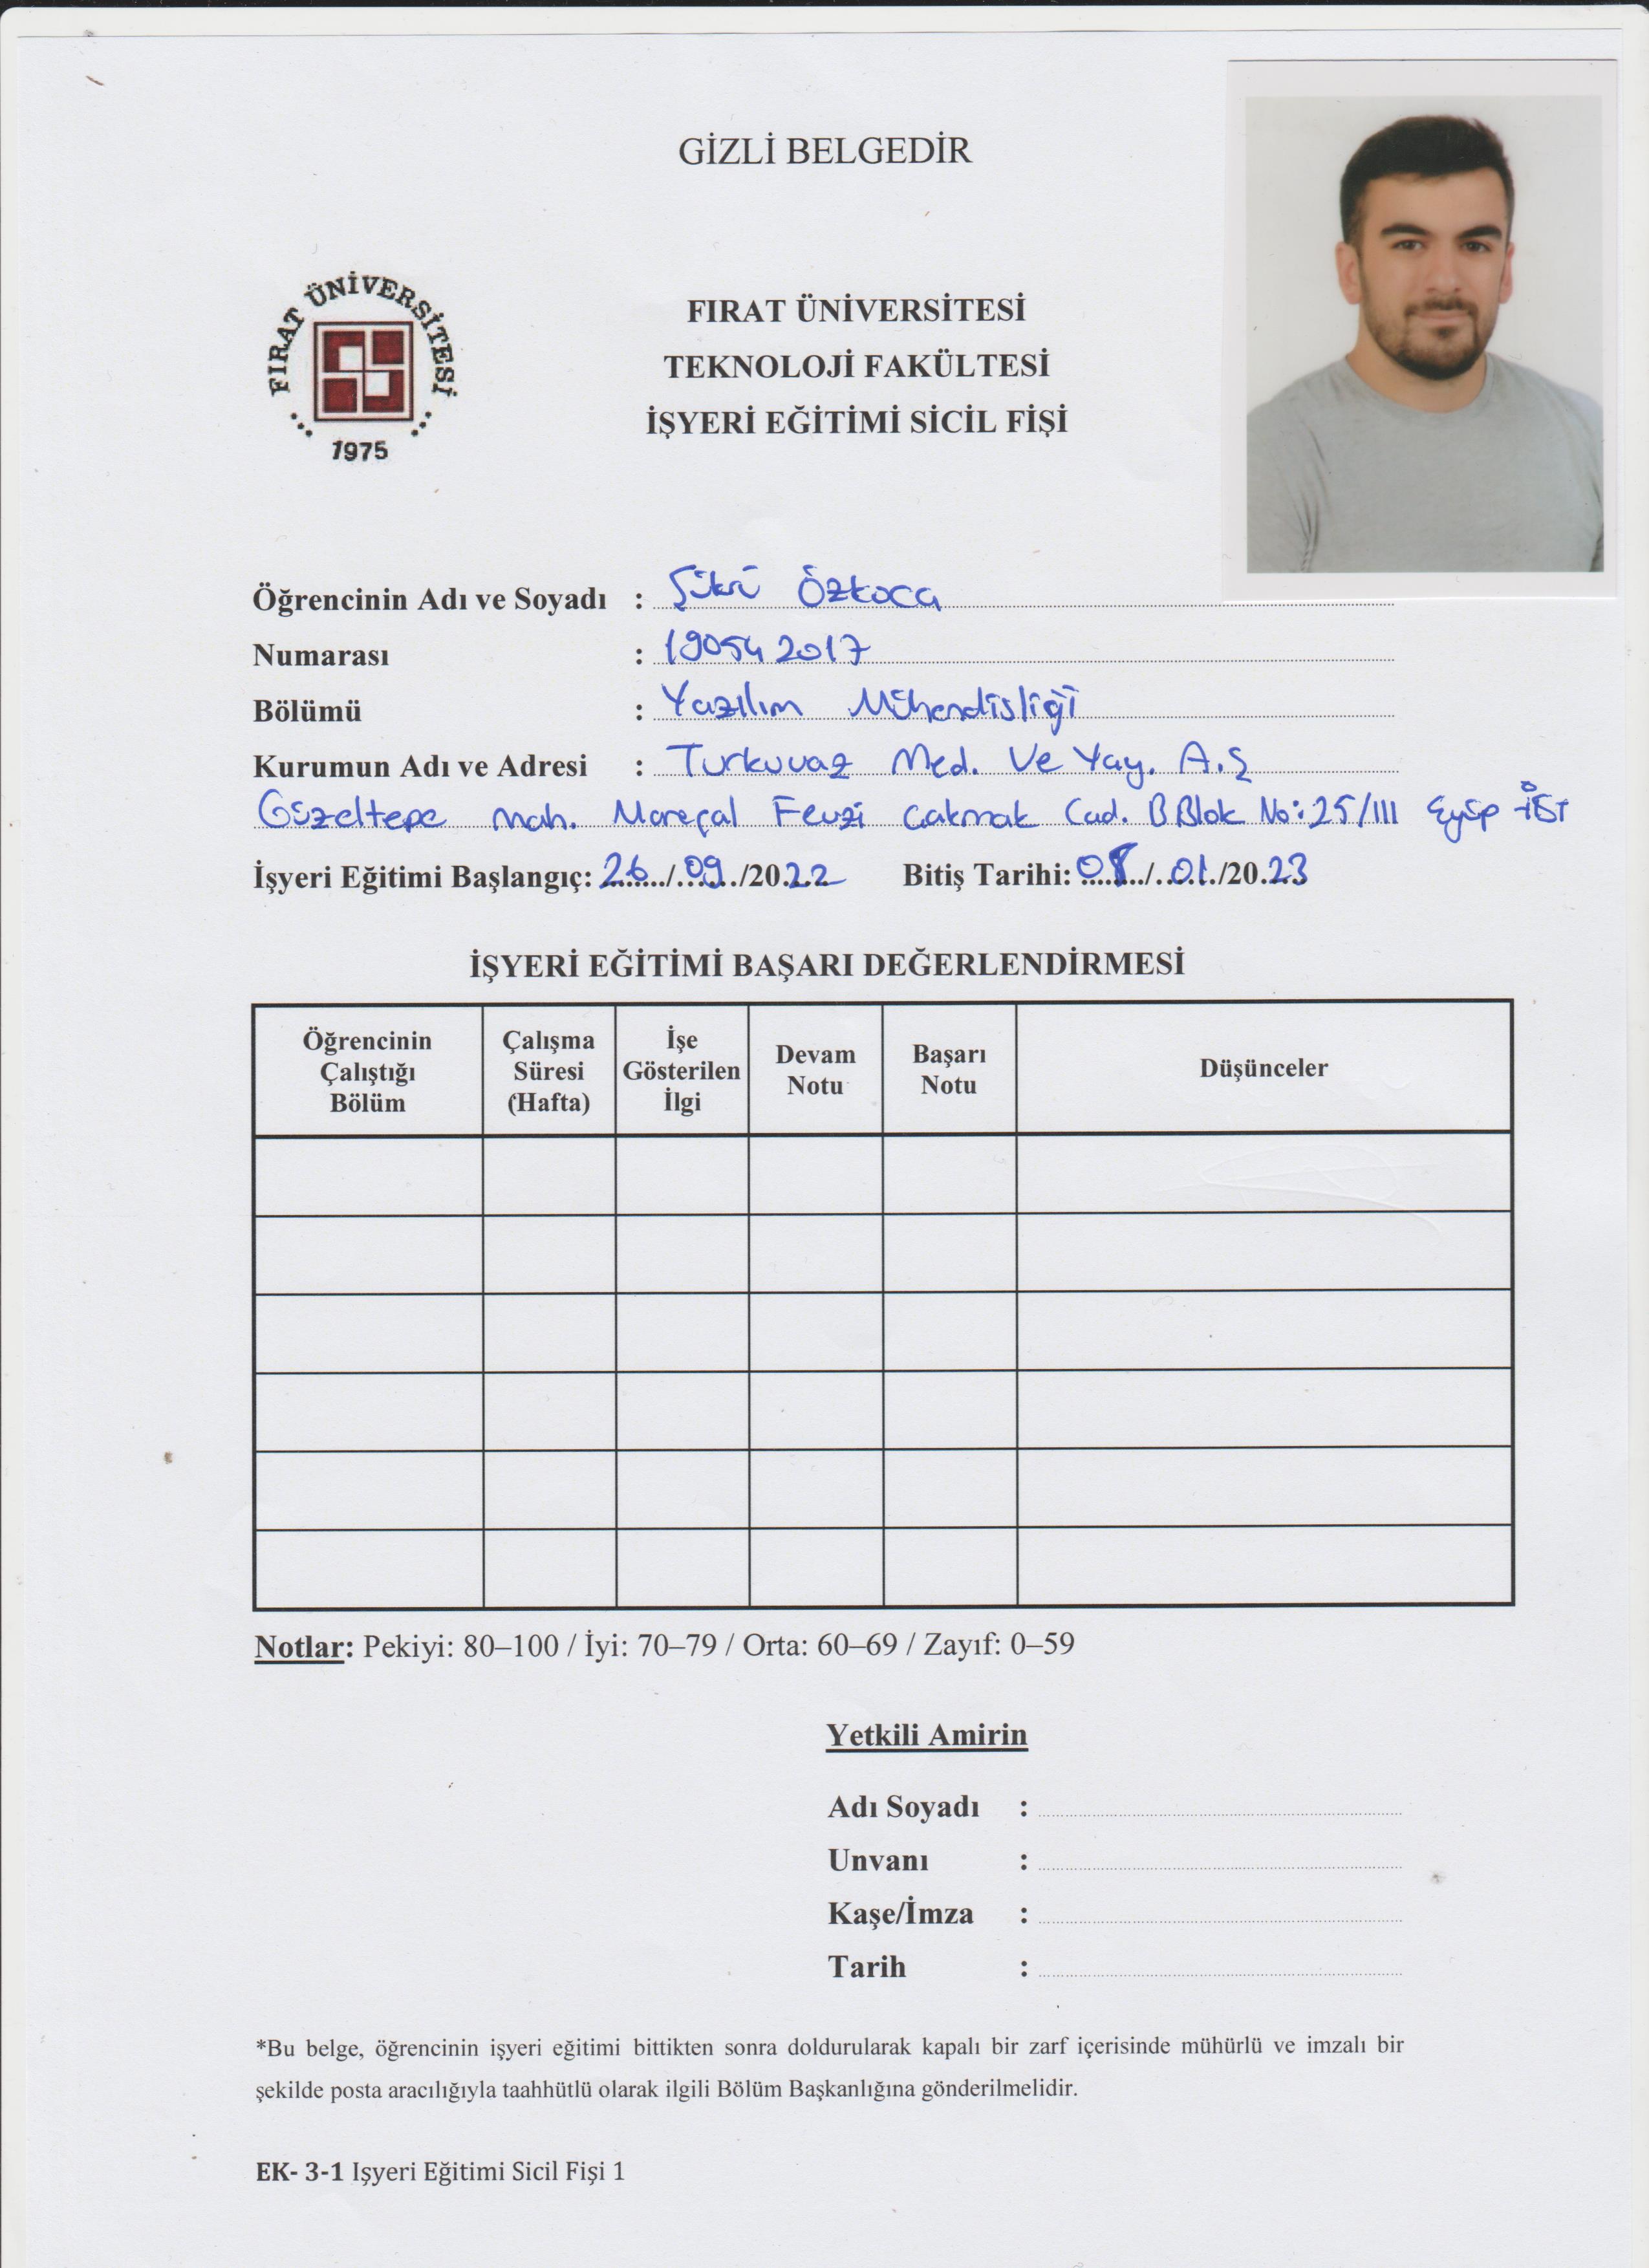 GİZLİ BELGEDİR
FIRAT ÜNİVERSİTESİ
1975
FIRAT ÜNİVERSİTESİ
TEKNOLOJİ FAKÜLTESİ
İŞYERİ EĞİTİMİ SİCİL FİŞİ
Öğrencinin Adı ve Soyadı : Şükrü Özkoca
Numarası : 190542017
Bölümü : Yazılım Mühendisliği
Kurumun Adı ve Adresi : Turkuvaz Med. Ve Yay. A.Ş
Güzeltepe mah. Mareşal Fevzi Çakmak Cad. B Blok No:25/III Eyüp İST
İşyeri Eğitimi Başlangıç: 26/09/2022 Bitiş Tarihi: 08/01/2023
İŞYERİ EĞİTİMİ BAŞARI DEĞERLENDİRMESİ
Öğrencinin Çalıştığı Bölüm
Çalışma Süresi (Hafta)
İşe Gösterilen İlgi
Devam Notu
Başarı Notu
Düşünceler
Notlar: Pekiyi: 80–100 / İyi: 70–79 / Orta: 60–69 / Zayıf: 0–59
Yetkili Amirin
Adı Soyadı :
Unvanı :
Kaşe/İmza :
Tarih :
*Bu belge, öğrencinin işyeri eğitimi bittikten sonra doldurularak kapalı bir zarf içerisinde mühürlü ve imzalı bir
şekilde posta aracılığıyla taahhütlü olarak ilgili Bölüm Başkanlığına gönderilmelidir.
EK- 3-1 Işyeri Eğitimi Sicil Fişi 1